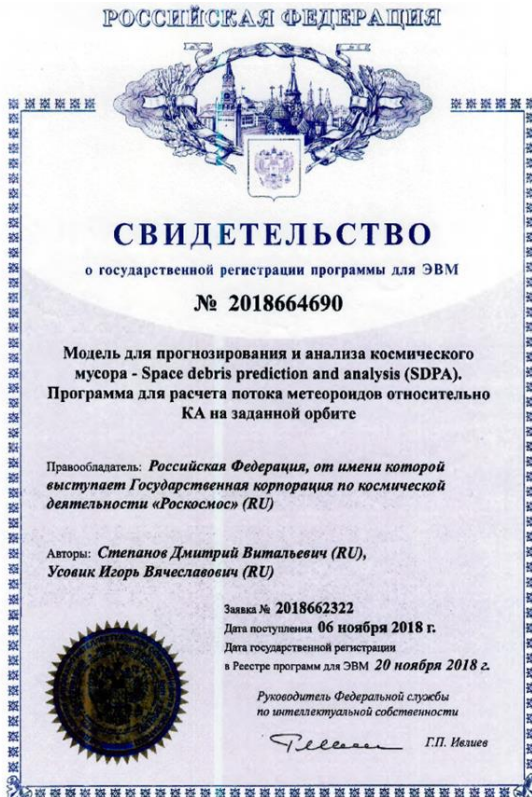 РОССИЙСКАЯ ФЕДЕРАЦИЯ
СВИДЕТЕЛЬСТВО
о государственной регистрации программы для ЭВМ
№ 2018664690
Модель для прогнозирования и анализа космического
мусора - Space debris prediction and analysis (SDPA).
Программа для расчета потока метеороидов относительно
КА на заданной орбите
Правообладатель: Российская Федерация, от имени которой
выступает Государственная корпорация по космической
деятельности «Роскосмос» (RU)
Авторы: Степанов Дмитрий Витальевич (RU),
Усовик Игорь Вячеславович (RU)
Заявка № 2018662322
Дата поступления 06 ноября 2018 г.
Дата государственной регистрации
в Реестре программ для ЭВМ 20 ноября 2018 г.
Руководитель Федеральной службы
по интеллектуальной собственности
Г.П. Ивлиев